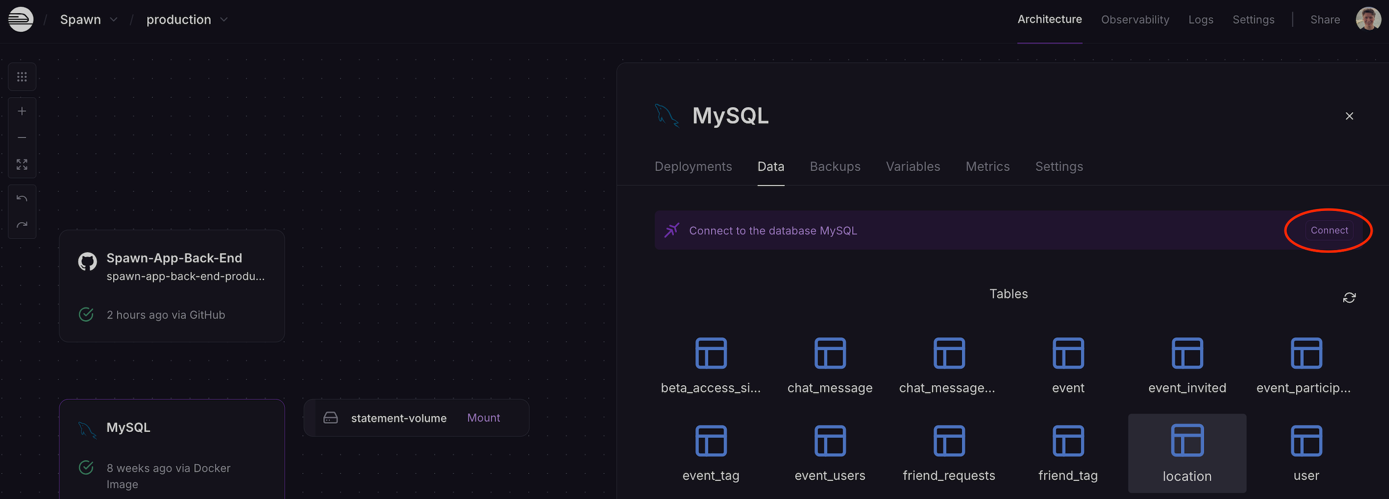 / Spawn / production
Architecture Observability Logs Settings Share
MySQL
Deployments Data Backups Variables Metrics Settings
Connect to the database MySQL Connect
Spawn-App-Back-End
spawn-app-back-end-produ...
2 hours ago via GitHub
Tables
beta_access_si... chat_message chat_message... event event_invited event_particip...
MySQL
statement-volume Mount
8 weeks ago via Docker
Image
event_tag event_users friend_requests friend_tag location user